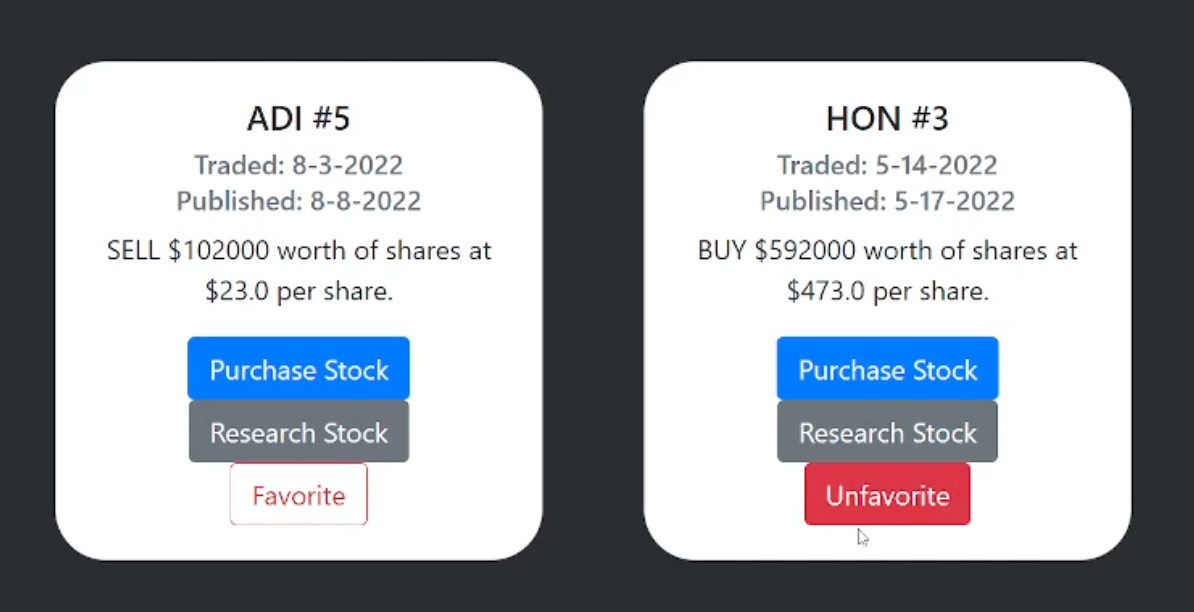 ADI #5
Traded: 8-3-2022
Published: 8-8-2022
SELL $102000 worth of shares at
$23.0 per share.
Purchase Stock
Research Stock
Favorite
HON #3
Traded: 5-14-2022
Published: 5-17-2022
BUY $592000 worth of shares at
$473.0 per share.
Purchase Stock
Research Stock
Unfavorite